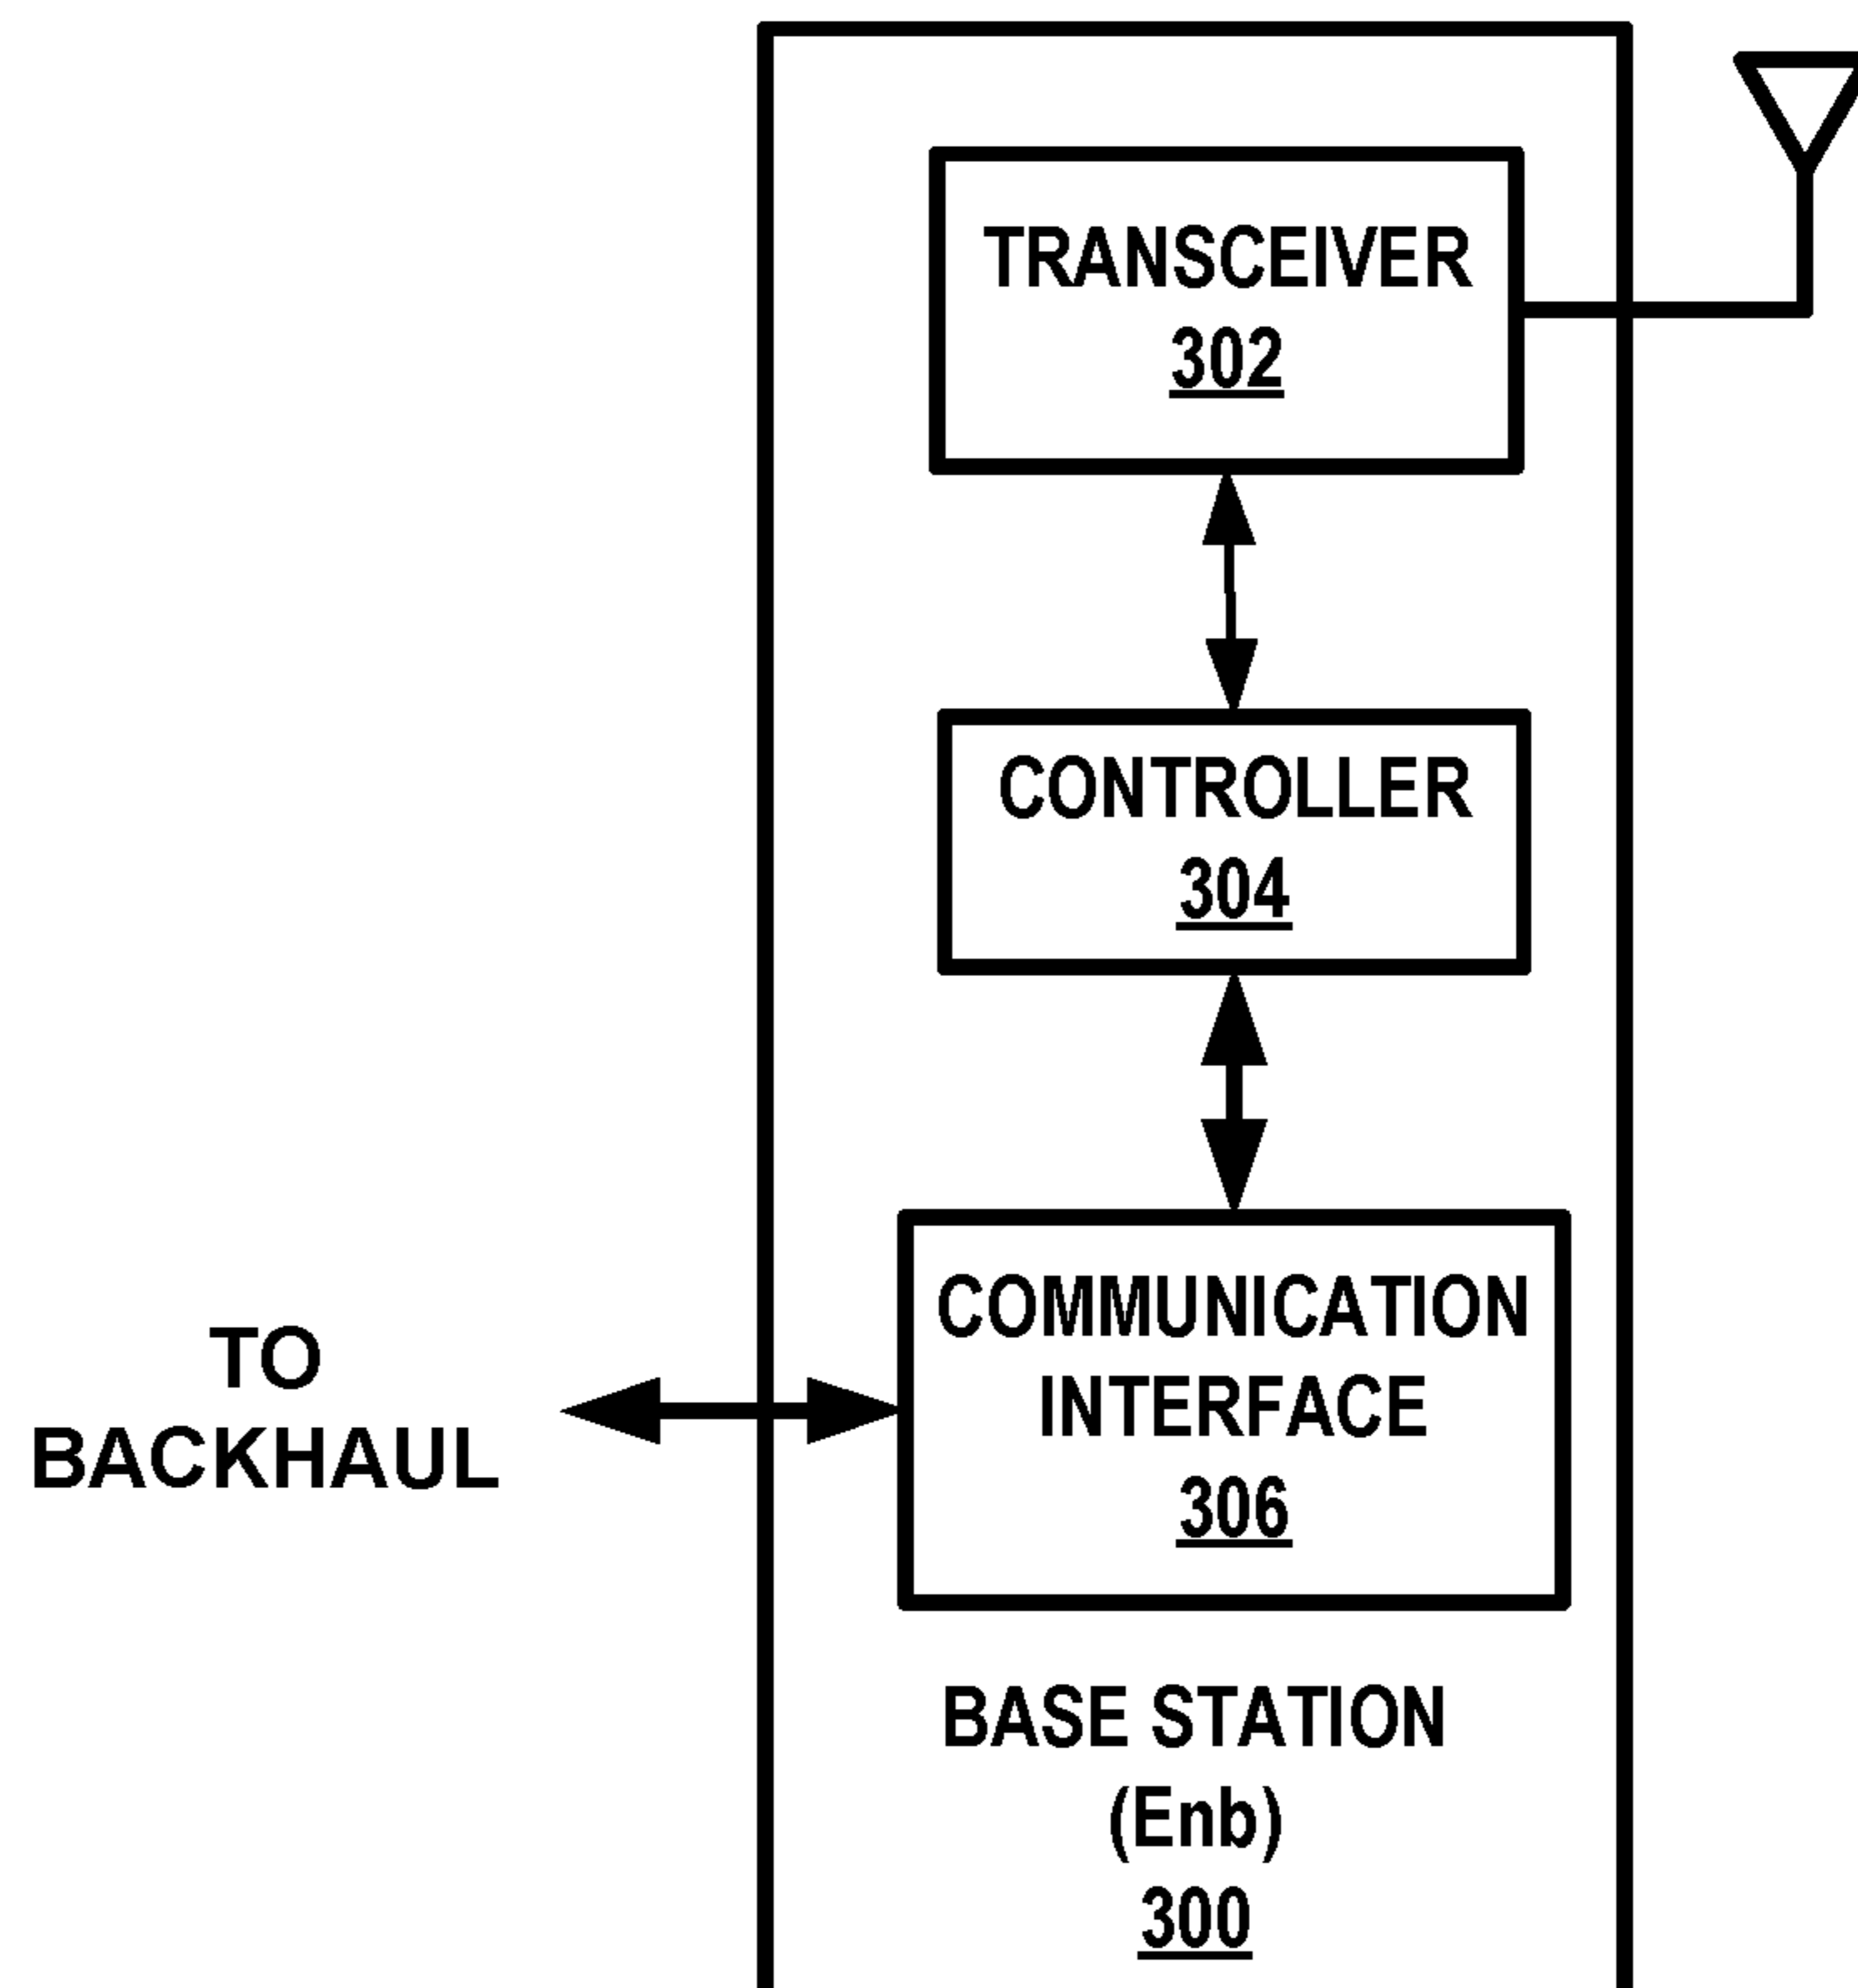 TRANSCEIVER
302
CONTROLLER
304
COMMUNICATION
INTERFACE
306
TO
BACKHAUL
BASE STATION
(Enb)
300